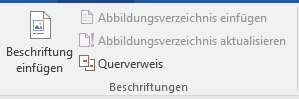 Beschriftung
einfügen
Abbildungsverzeichnis einfügen
Abbildungsverzeichnis aktualisieren
Querverweis
Beschriftungen